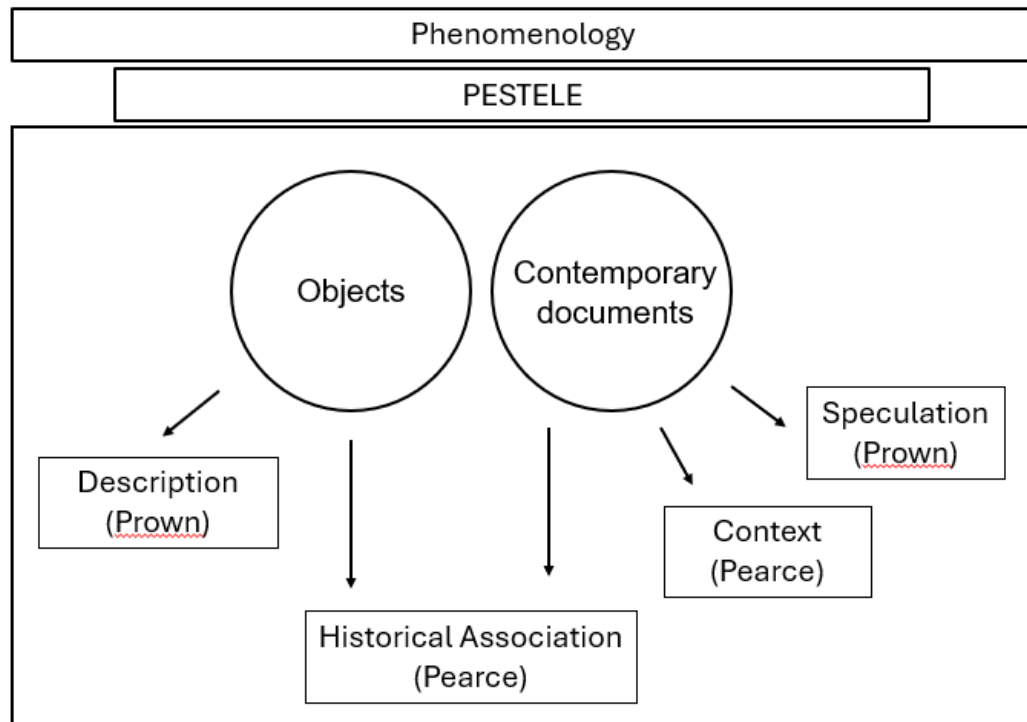 Phenomenology
PESTELE
Objects
Contemporary
documents
Speculation
(Prown)
Description
(Prown)
Context
(Pearce)
Historical Association
(Pearce)